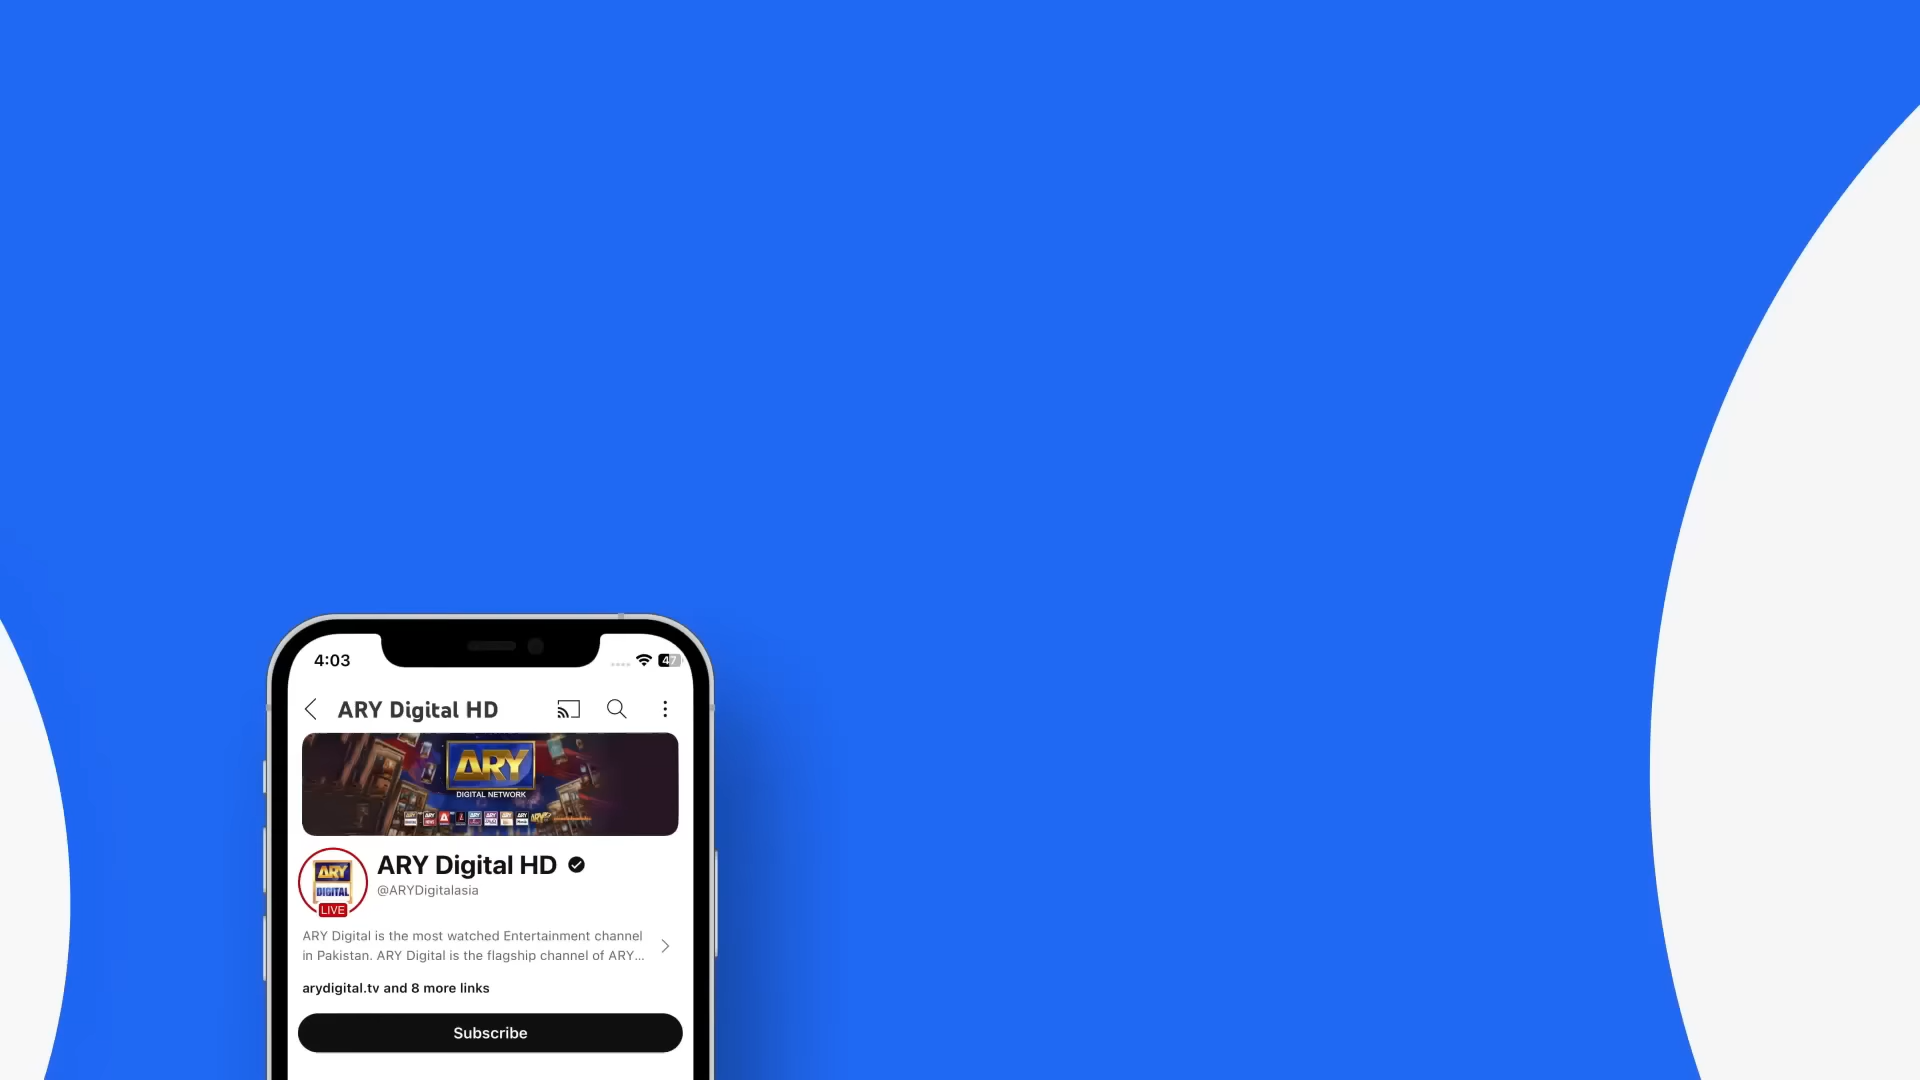 4:03
47
ARY Digital HD
ARY
DIGITAL NETWORK
ARY Digital HD
@ARYDigitalasia
ARY
DIGITAL
LIVE
ARY Digital is the most watched Entertainment channel
in Pakistan. ARY Digital is the flagship channel of ARY...
arydigital.tv and 8 more links
Subscribe